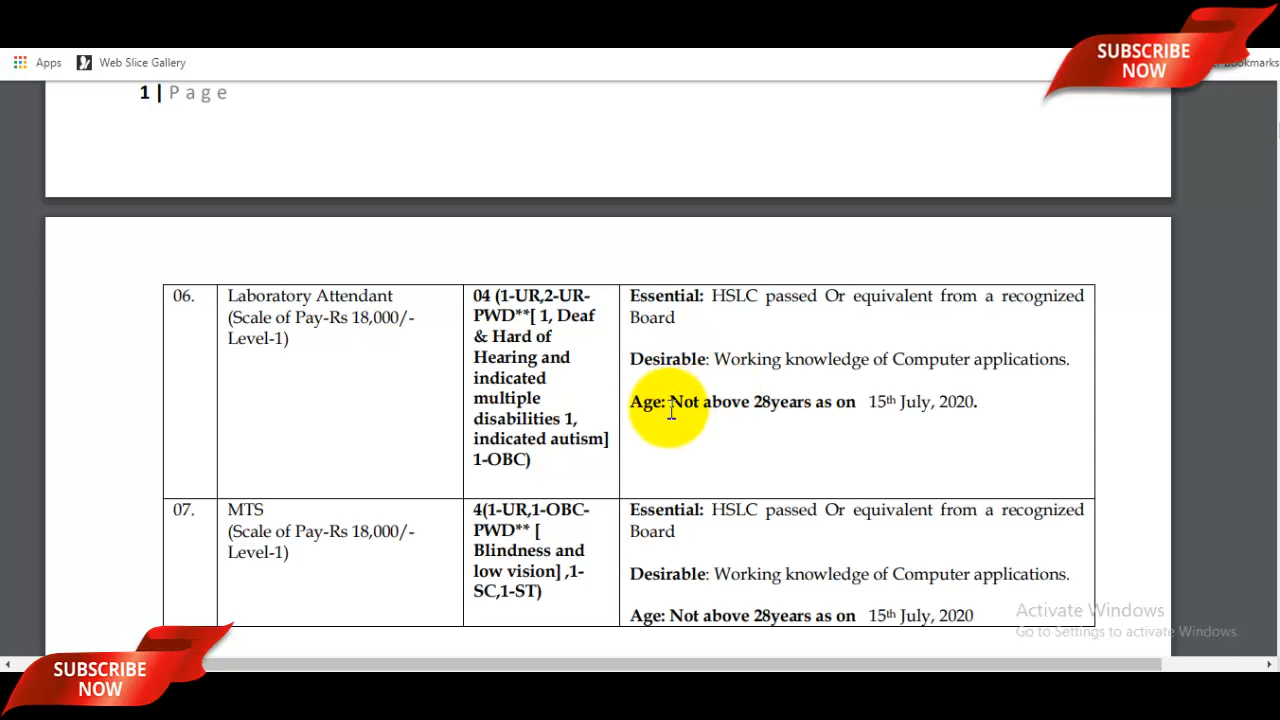 SUBSCRIBE
NOW
Apps
Web Slice Gallery
Bookmarks
1 | P a g e
06.
Laboratory Attendant
(Scale of Pay-Rs 18,000/-
Level-1)
04 (1-UR,2-UR-
PWD**[ 1, Deaf
& Hard of
Hearing and
indicated
multiple
disabilities 1,
indicated autism]
1-OBC)
Essential: HSLC passed Or equivalent from a recognized
Board
Desirable: Working knowledge of Computer applications.
Age: Not above 28years as on 15th July, 2020.
07.
MTS
(Scale of Pay-Rs 18,000/-
Level-1)
4(1-UR,1-OBC-
PWD** [
Blindness and
low vision] ,1-
SC,1-ST)
Essential: HSLC passed Or equivalent from a recognized
Board
Desirable: Working knowledge of Computer applications.
Age: Not above 28years as on 15th July, 2020
Activate Windows
Go to Settings to activate Windows.
SUBSCRIBE
NOW